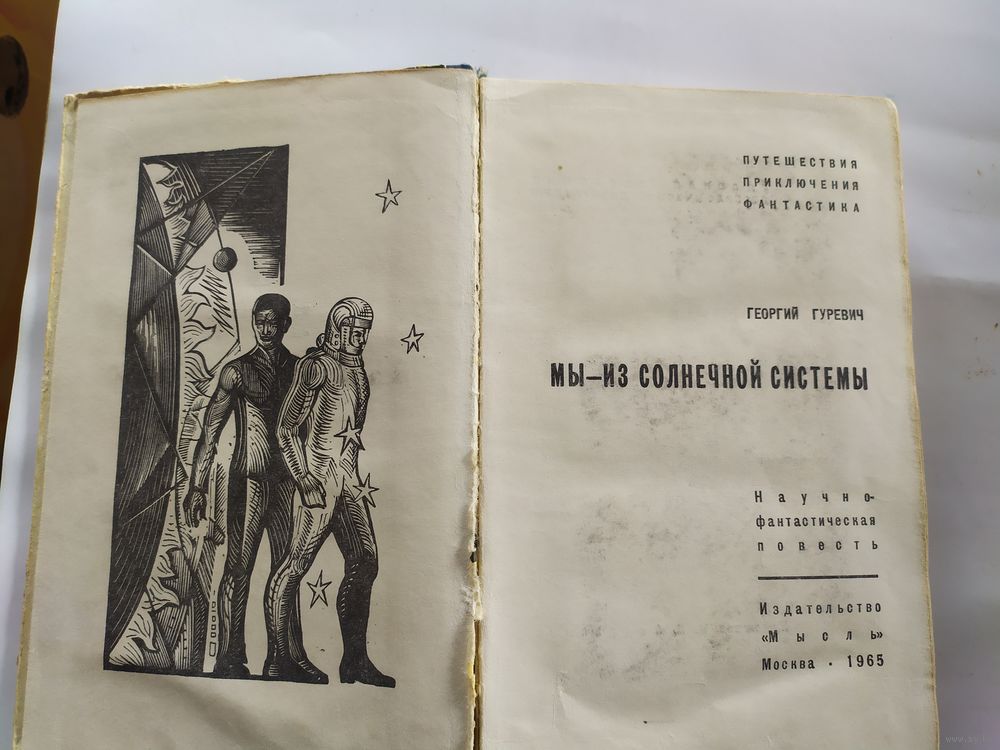 ПУТЕШЕСТВИЯ
ПРИКЛЮЧЕНИЯ
ФАНТАСТИКА
ГЕОРГИЙ ГУРЕВИЧ
МЫ—ИЗ СОЛНЕЧНОЙ СИСТЕМЫ
Научно-
фантастическая
повесть
Издательство
«Мысль»
Москва · 1965